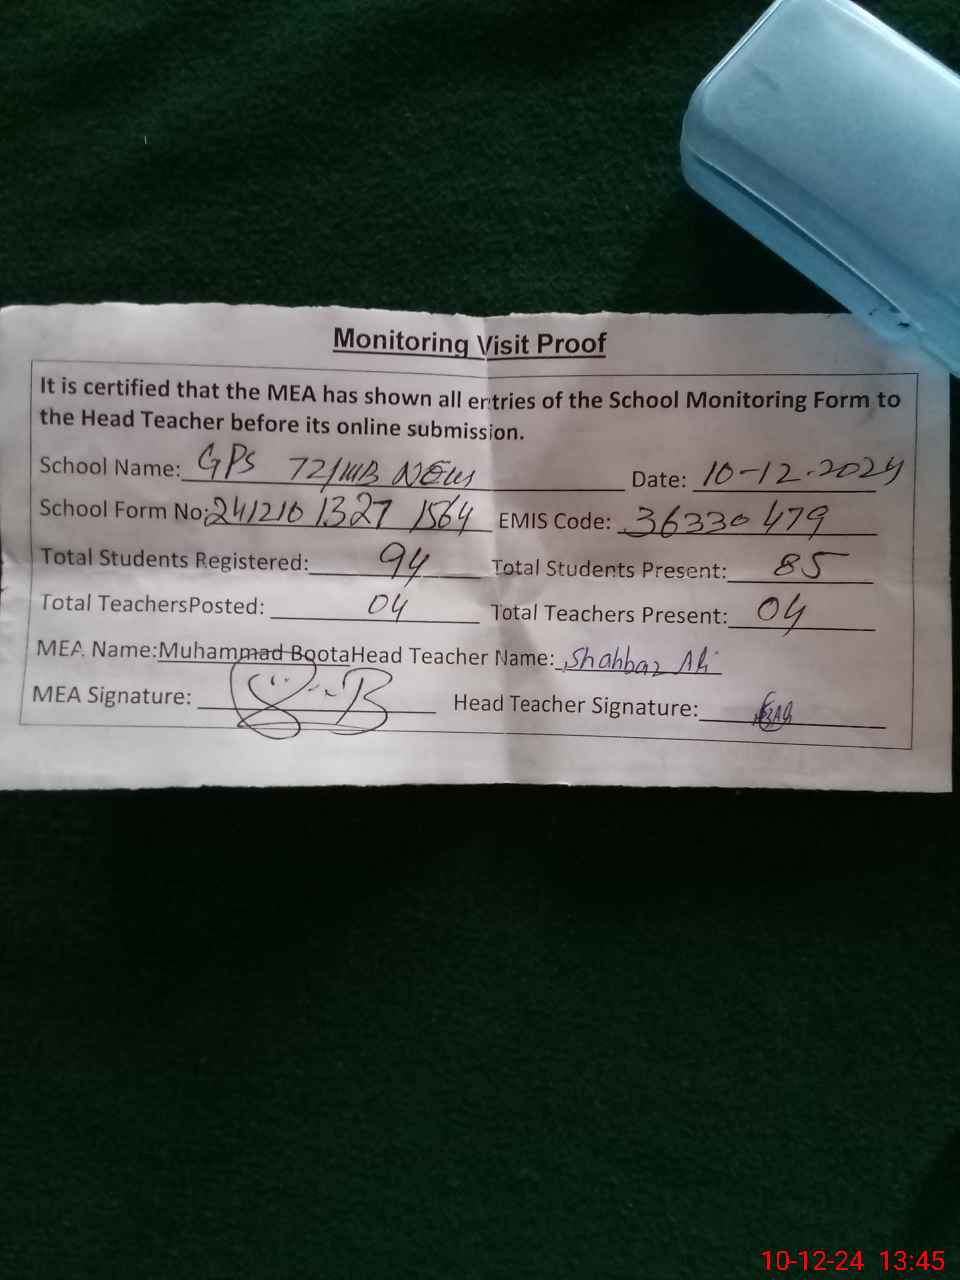 Monitoring Visit Proof
It is certified that the MEA has shown all entries of the School Monitoring Form to
the Head Teacher before its online submission.
School Name: GPS 72/MB NEW Date: 10-12-2024
School Form No: 241210 1327 1564 EMIS Code: 36330479
Total Students Registered: 94 Total Students Present: 85
Total TeachersPosted: 04 Total Teachers Present: 04
MEA Name:Muhammad BootaHead Teacher Name: Shahbaz Ali
MEA Signature: Head Teacher Signature:
10-12-24 13:45